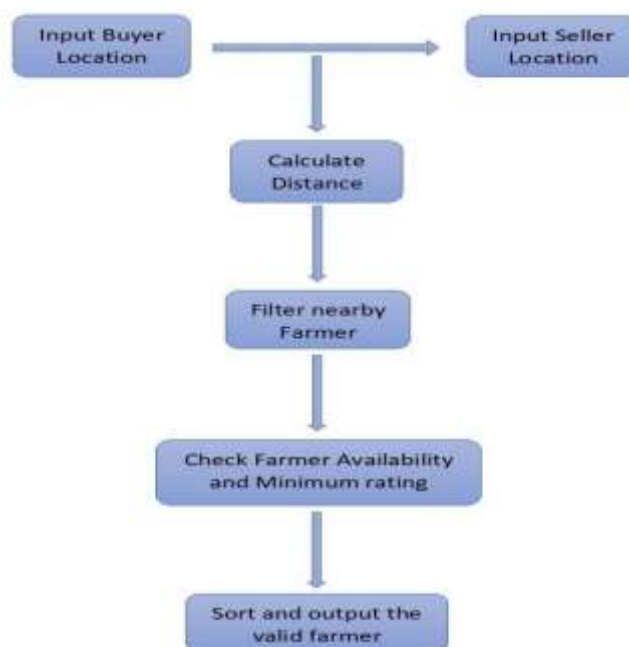 Input Buyer
Location
Input Seller
Location
Calculate
Distance
Filter nearby
Farmer
Check Farmer Availability
and Minimum rating
Sort and output the
valid farmer